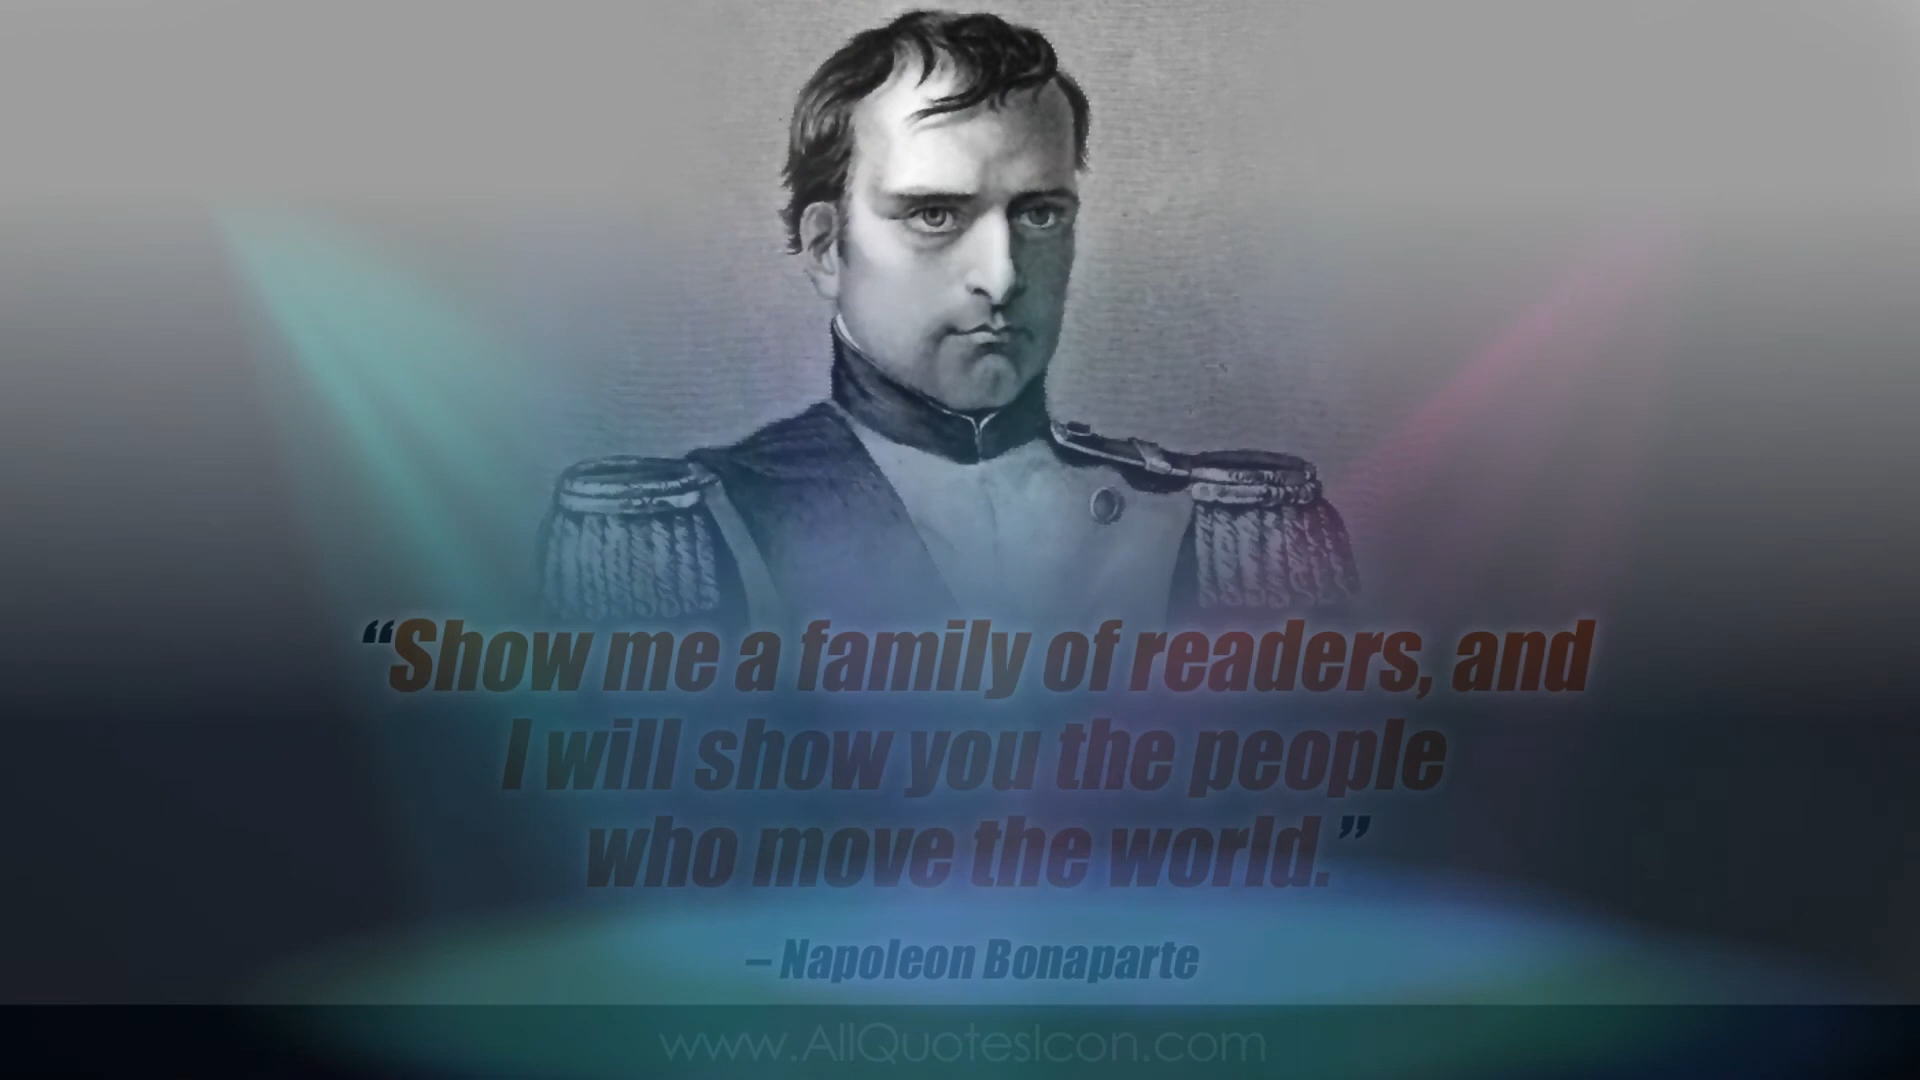 “Show me a family of readers, and
I will show you the people
who move the world.”
– Napoleon Bonaparte
www.AllQuotesIcon.com